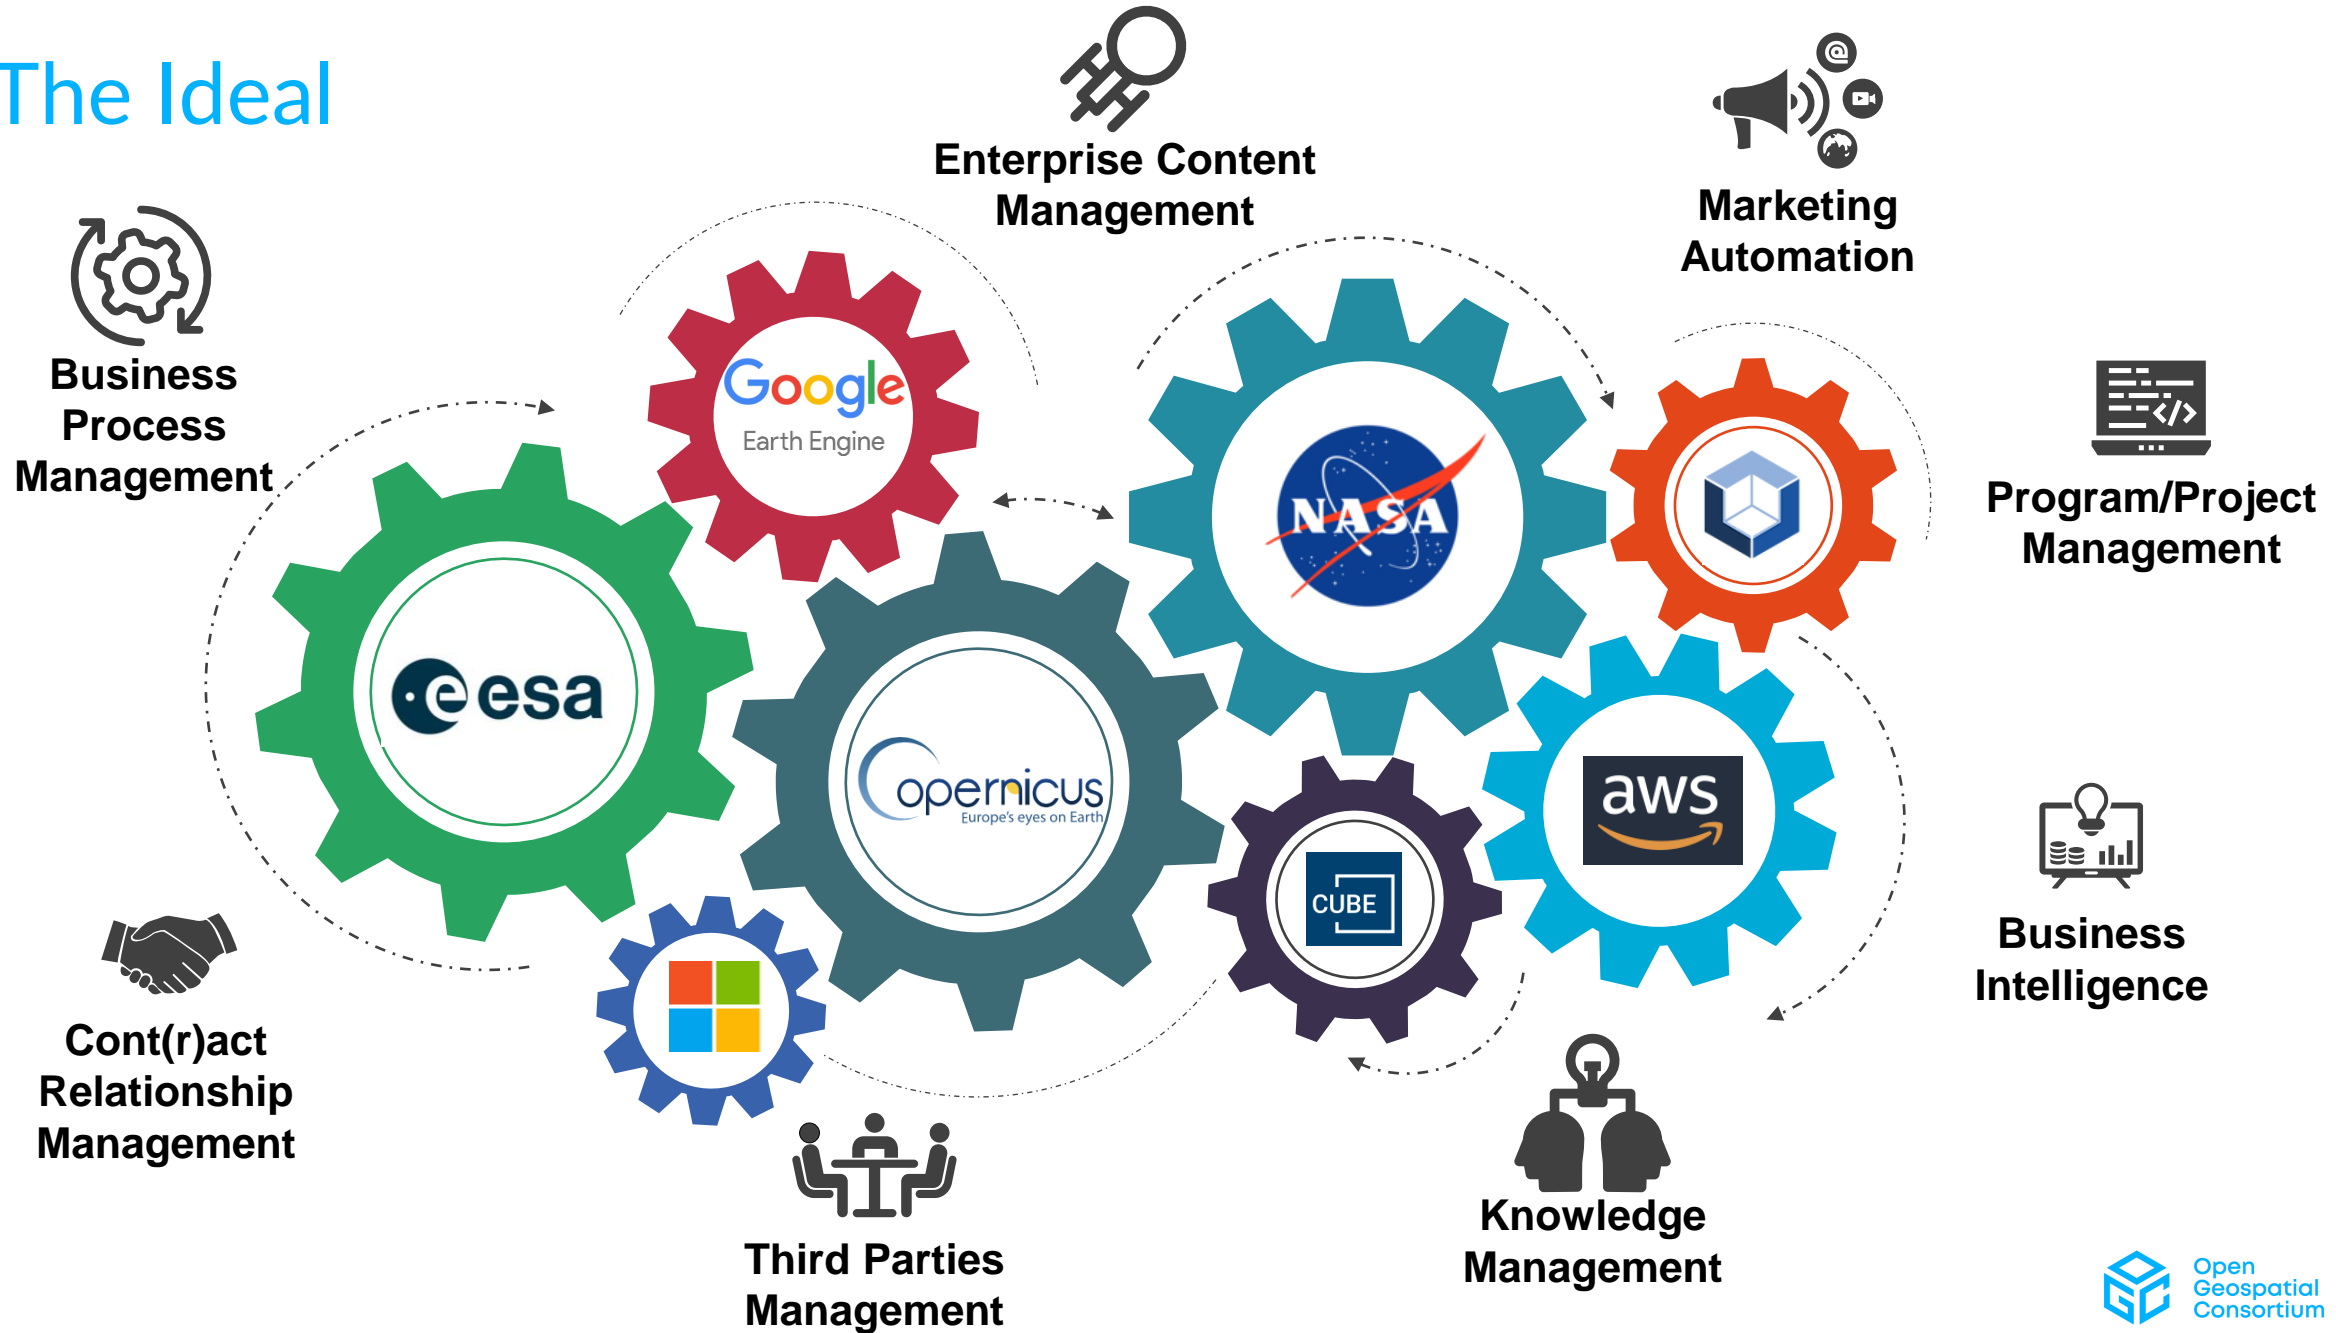 The Ideal
Enterprise Content
Management
Marketing
Automation
Business
Process
Management
Google
Earth Engine
NASA
</>
Program/Project
Management
esa
Copernicus
Europe's eyes on Earth
aws
CUBE
Business
Intelligence
Cont(r)act
Relationship
Management
Third Parties
Management
Knowledge
Management
OGC
Open
Geospatial
Consortium